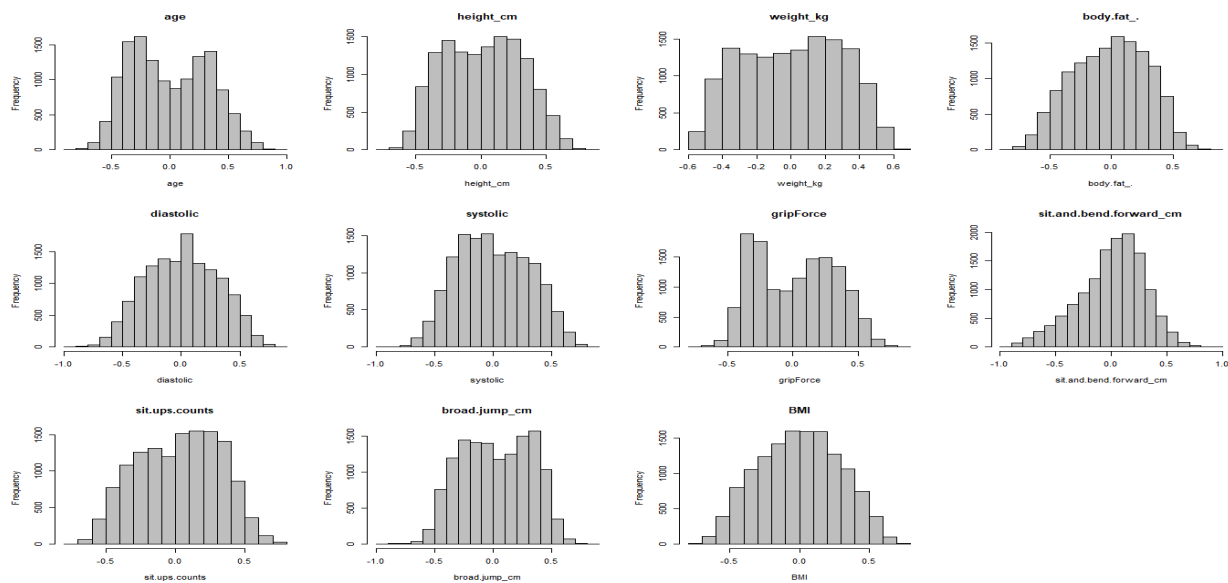 age
Frequency
0 500 1000 1500
−0.5 0.0 0.5 1.0
age
height_cm
Frequency
0 500 1000 1500
−0.5 0.0 0.5
height_cm
weight_kg
Frequency
0 500 1000 1500
−0.6 −0.4 −0.2 0.0 0.2 0.4 0.6
weight_kg
body.fat_.
Frequency
0 500 1000 1500
−0.5 0.0 0.5
body.fat_.
diastolic
Frequency
0 500 1000 1500
−1.0 −0.5 0.0 0.5
diastolic
systolic
Frequency
0 500 1000 1500
−1.0 −0.5 0.0 0.5
systolic
gripForce
Frequency
0 500 1000 1500
−0.5 0.0 0.5
gripForce
sit.and.bend.forward_cm
Frequency
0 500 1000 1500 2000
−1.0 −0.5 0.0 0.5 1.0
sit.and.bend.forward_cm
sit.ups.counts
Frequency
0 500 1000 1500
−0.5 0.0 0.5
sit.ups.counts
broad.jump_cm
Frequency
0 500 1000 1500
−1.0 −0.5 0.0 0.5
broad.jump_cm
BMI
Frequency
0 500 1000 1500
−0.5 0.0 0.5
BMI